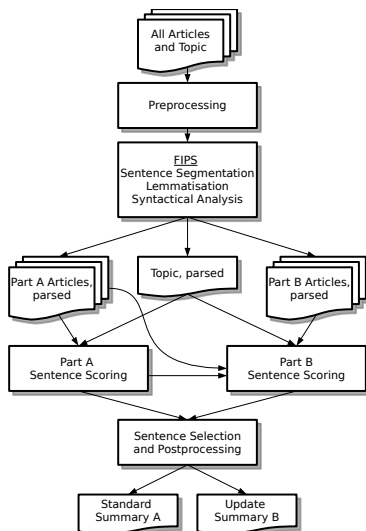 All Articles
and Topic
Preprocessing
FIPS
Sentence Segmentation
Lemmatisation
Syntactical Analysis
Part A Articles,
parsed
Topic, parsed
Part B Articles,
parsed
Part A
Sentence Scoring
Part B
Sentence Scoring
Sentence Selection
and Postprocessing
Standard
Summary A
Update
Summary B